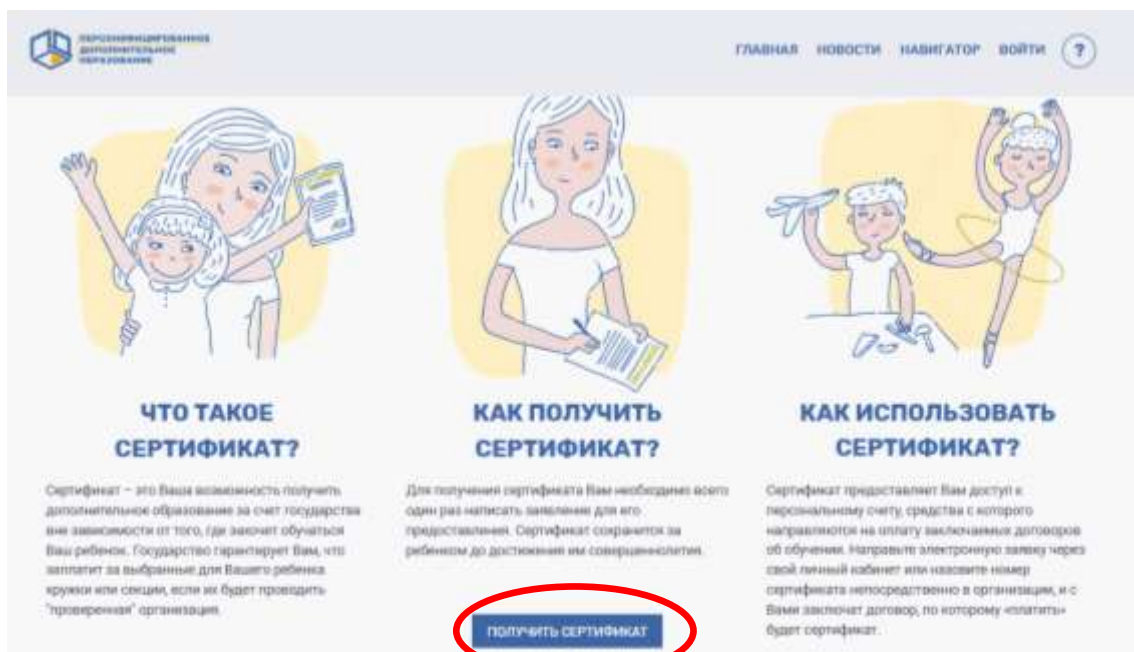 ПЕРСОНИФИЦИРОВАННОЕ
ДОПОЛНИТЕЛЬНОЕ
ОБРАЗОВАНИЕ
ГЛАВНАЯ НОВОСТИ НАВИГАТОР ВОЙТИ ?
ЧТО ТАКОЕ
СЕРТИФИКАТ?
Сертификат – это Ваша возможность получить
дополнительное образование за счет государства
вне зависимости от того, где захочет обучаться
Ваш ребенок. Государство гарантирует Вам, что
заплатит за выбранные для Вашего ребенка
кружки или секции, если их будет проводить
"проверенная" организация.
КАК ПОЛУЧИТЬ
СЕРТИФИКАТ?
Для получения сертификата Вам необходимо всего
один раз написать заявление для его
предоставления. Сертификат сохранится за
ребенком до достижения им совершеннолетия.
ПОЛУЧИТЬ СЕРТИФИКАТ
КАК ИСПОЛЬЗОВАТЬ
СЕРТИФИКАТ?
Сертификат предоставляет Вам доступ к
персональному счету, средства с которого
направляются на оплату заключаемых договоров
об обучении. Направьте электронную заявку через
свой личный кабинет или назовите номер
сертификата непосредственно в организации, и с
Вами заключат договор, по которому «платить»
будет сертификат.